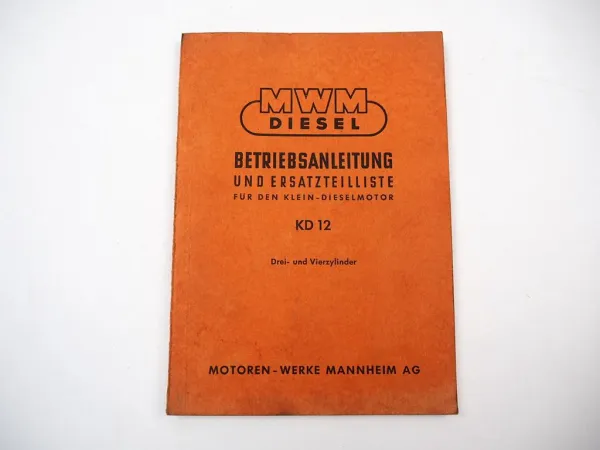 MWM
DIESEL
BETRIEBSANLEITUNG
UND ERSATZTEILLISTE
FÜR DEN KLEIN-DIESELMOTOR
KD 12
Drei- und Vierzylinder
MOTOREN-WERKE MANNHEIM AG